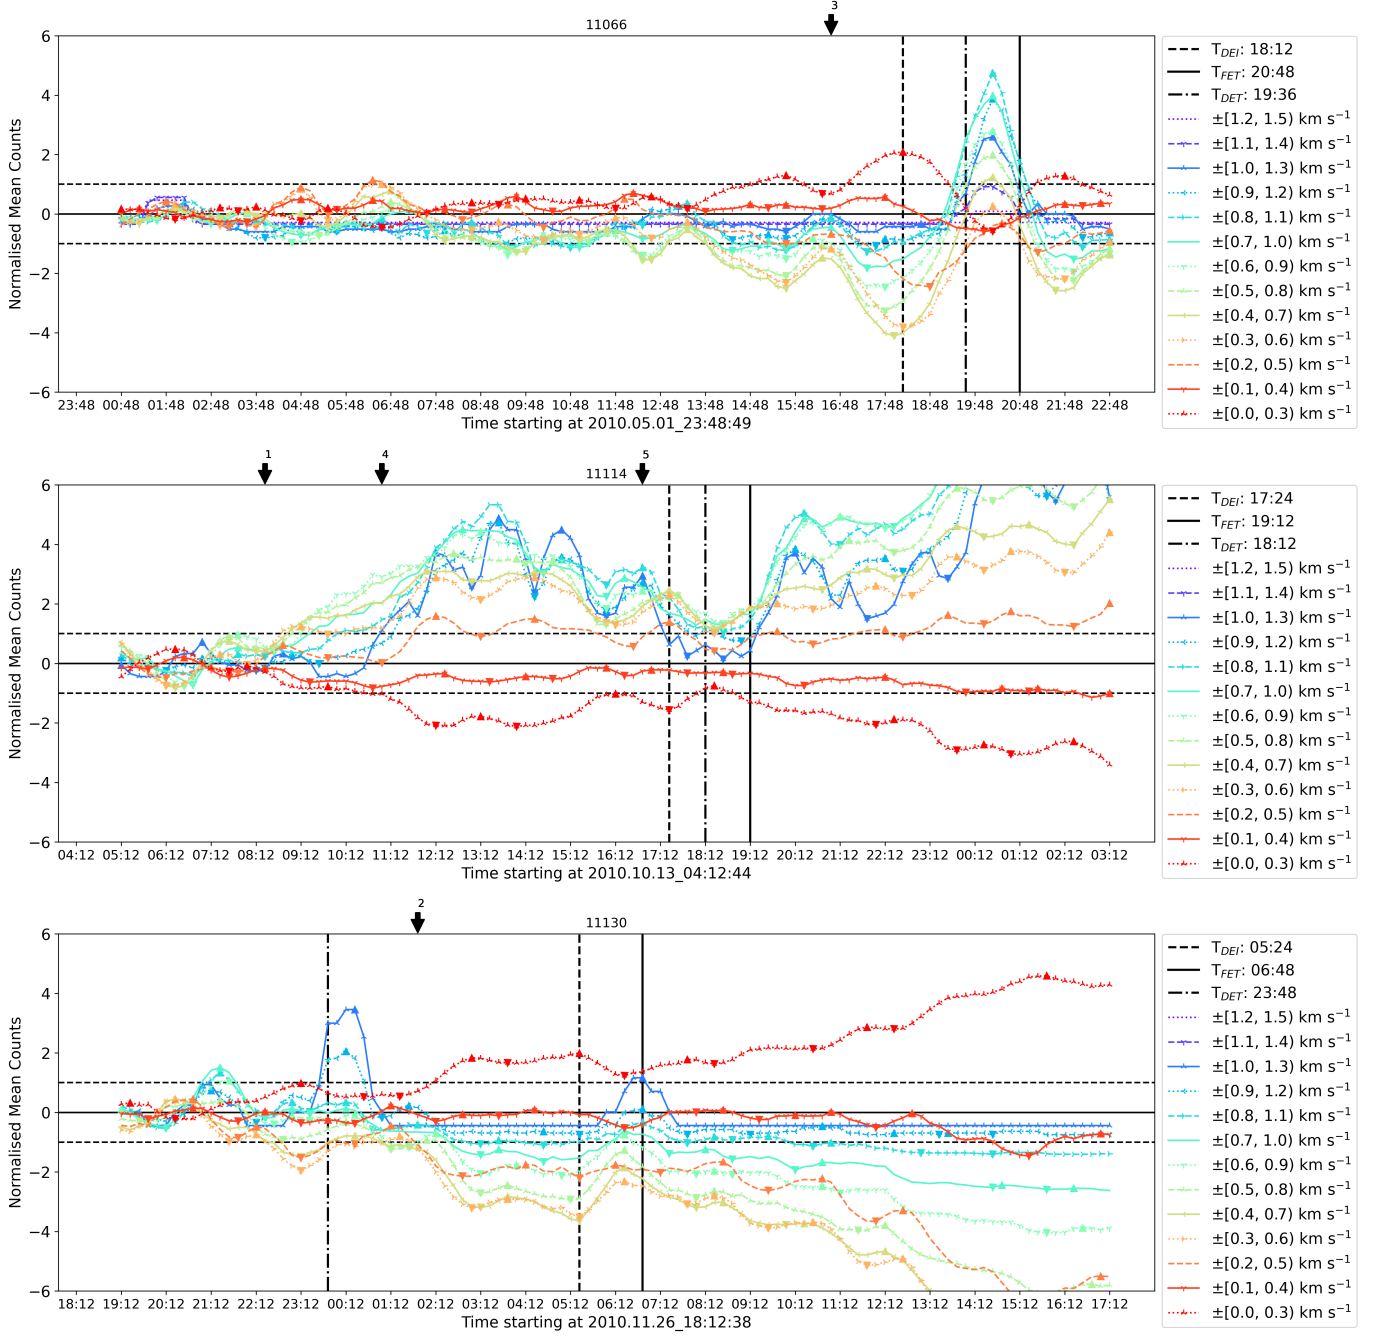 3
11066
6
4
2
0
−2
−4
−6
Normalised Mean Counts
23:48 00:48 01:48 02:48 03:48 04:48 05:48 06:48 07:48 08:48 09:48 10:48 11:48 12:48 13:48 14:48 15:48 16:48 17:48 18:48 19:48 20:48 21:48 22:48
Time starting at 2010.05.01_23:48:49
T_DEI: 18:12
T_FET: 20:48
T_DET: 19:36
±[1.2, 1.5) km s⁻¹
±[1.1, 1.4) km s⁻¹
±[1.0, 1.3) km s⁻¹
±[0.9, 1.2) km s⁻¹
±[0.8, 1.1) km s⁻¹
±[0.7, 1.0) km s⁻¹
±[0.6, 0.9) km s⁻¹
±[0.5, 0.8) km s⁻¹
±[0.4, 0.7) km s⁻¹
±[0.3, 0.6) km s⁻¹
±[0.2, 0.5) km s⁻¹
±[0.1, 0.4) km s⁻¹
±[0.0, 0.3) km s⁻¹
1 4 5
11114
6
4
2
0
−2
−4
−6
Normalised Mean Counts
04:12 05:12 06:12 07:12 08:12 09:12 10:12 11:12 12:12 13:12 14:12 15:12 16:12 17:12 18:12 19:12 20:12 21:12 22:12 23:12 00:12 01:12 02:12 03:12
Time starting at 2010.10.13_04:12:44
T_DEI: 17:24
T_FET: 19:12
T_DET: 18:12
±[1.2, 1.5) km s⁻¹
±[1.1, 1.4) km s⁻¹
±[1.0, 1.3) km s⁻¹
±[0.9, 1.2) km s⁻¹
±[0.8, 1.1) km s⁻¹
±[0.7, 1.0) km s⁻¹
±[0.6, 0.9) km s⁻¹
±[0.5, 0.8) km s⁻¹
±[0.4, 0.7) km s⁻¹
±[0.3, 0.6) km s⁻¹
±[0.2, 0.5) km s⁻¹
±[0.1, 0.4) km s⁻¹
±[0.0, 0.3) km s⁻¹
2
11130
6
4
2
0
−2
−4
−6
Normalised Mean Counts
18:12 19:12 20:12 21:12 22:12 23:12 00:12 01:12 02:12 03:12 04:12 05:12 06:12 07:12 08:12 09:12 10:12 11:12 12:12 13:12 14:12 15:12 16:12 17:12
Time starting at 2010.11.26_18:12:38
T_DEI: 05:24
T_FET: 06:48
T_DET: 23:48
±[1.2, 1.5) km s⁻¹
±[1.1, 1.4) km s⁻¹
±[1.0, 1.3) km s⁻¹
±[0.9, 1.2) km s⁻¹
±[0.8, 1.1) km s⁻¹
±[0.7, 1.0) km s⁻¹
±[0.6, 0.9) km s⁻¹
±[0.5, 0.8) km s⁻¹
±[0.4, 0.7) km s⁻¹
±[0.3, 0.6) km s⁻¹
±[0.2, 0.5) km s⁻¹
±[0.1, 0.4) km s⁻¹
±[0.0, 0.3) km s⁻¹